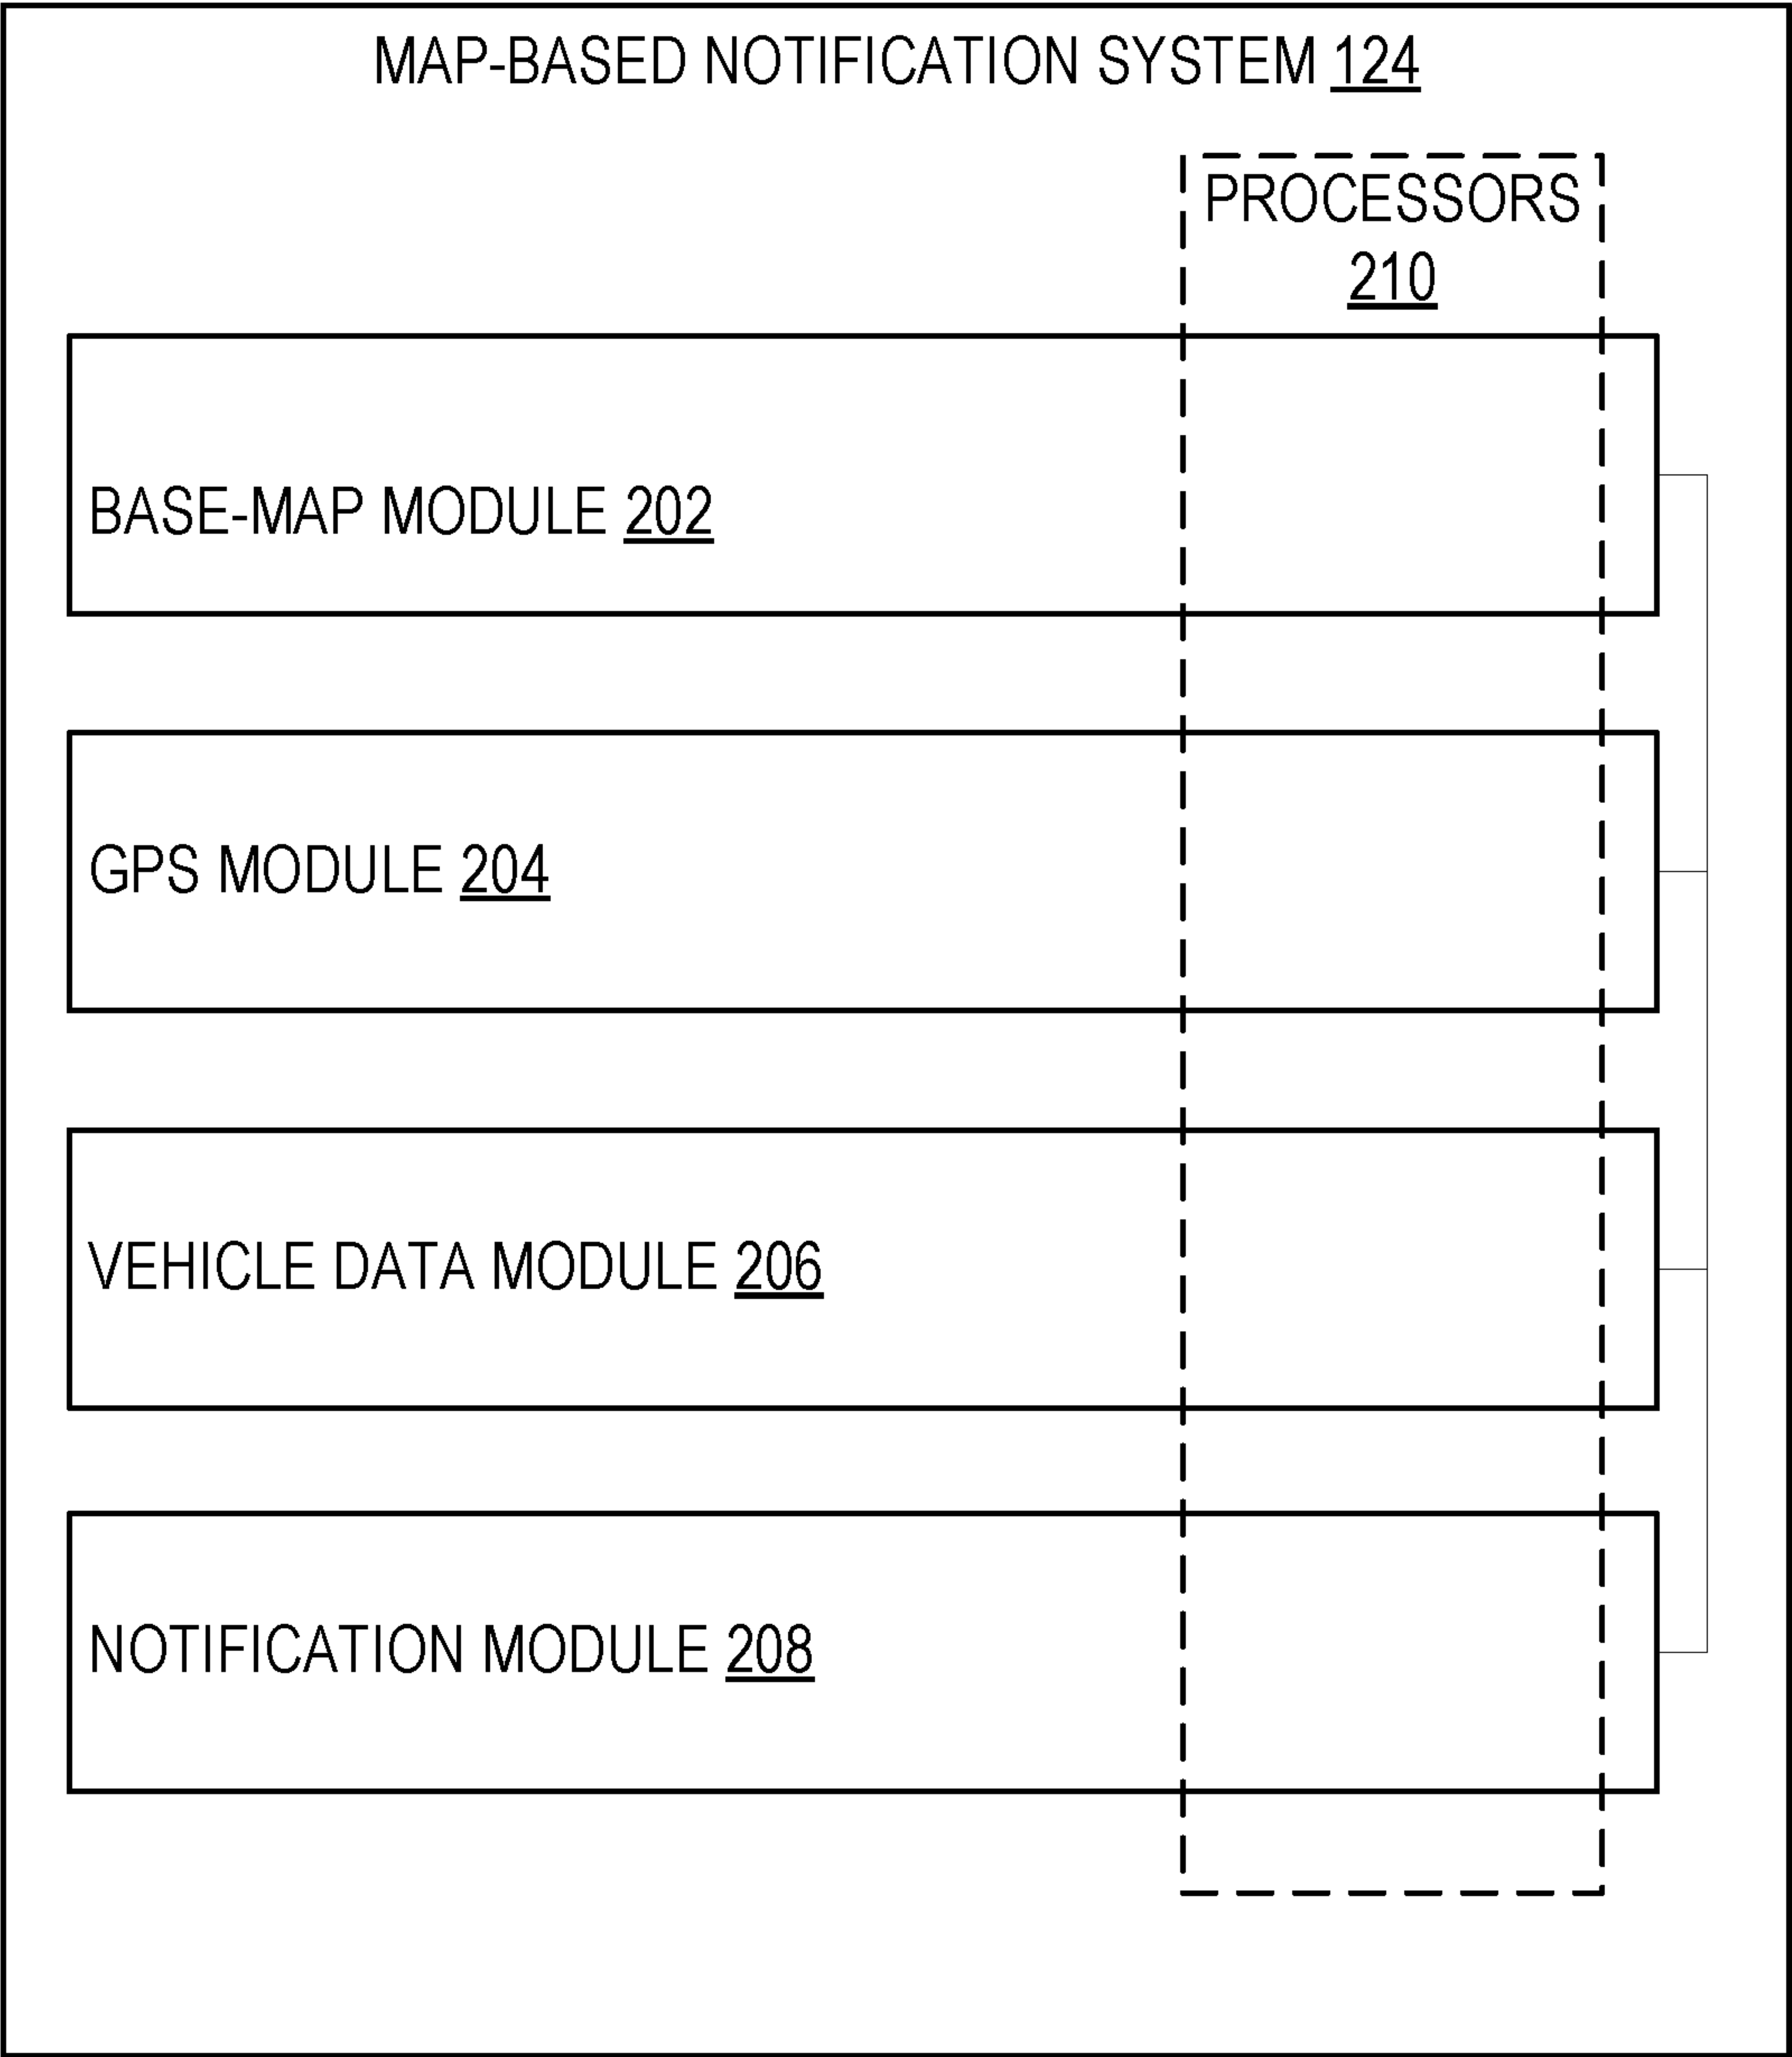 MAP-BASED NOTIFICATION SYSTEM 124
PROCESSORS
210
BASE-MAP MODULE 202
GPS MODULE 204
VEHICLE DATA MODULE 206
NOTIFICATION MODULE 208